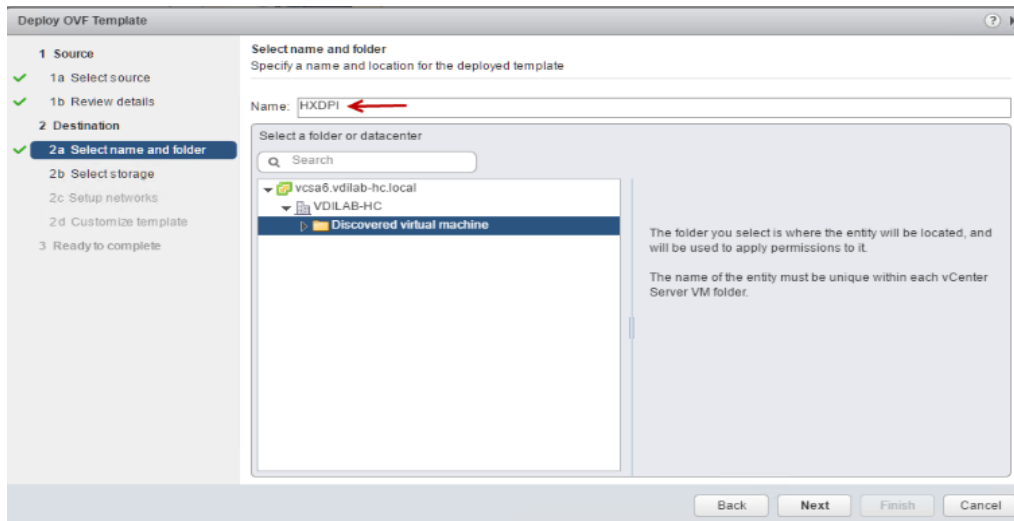 Deploy OVF Template
?
1 Source
1a Select source
1b Review details
2 Destination
2a Select name and folder
2b Select storage
2c Setup networks
2d Customize template
3 Ready to complete
Select name and folder
Specify a name and location for the deployed template
Name: HXDPI
Select a folder or datacenter
Search
vcsa6.vdilab-hc.local
VDILAB-HC
Discovered virtual machine
The folder you select is where the entity will be located, and
will be used to apply permissions to it.
The name of the entity must be unique within each vCenter
Server VM folder.
Back Next Finish Cancel